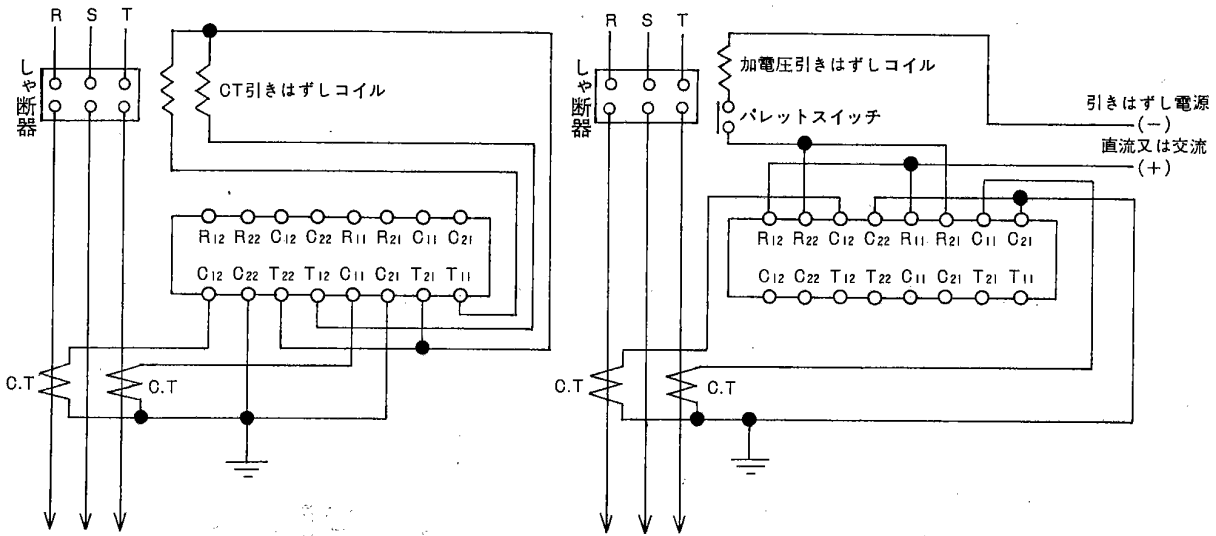 R S T
しゃ断器
CT引きはずしコイル
R12 R22 C12 C22 R11 R21 C11 C21
C12 C22 T22 T12 C11 C21 T21 T11
C.T
C.T
R S T
しゃ断器
加電圧引きはずしコイル
パレットスイッチ
引きはずし電源
(-)
直流又は交流
(+)
R12 R22 C12 C22 R11 R21 C11 C21
C12 C22 T12 T22 C11 C21 T21 T11
C.T
C.T